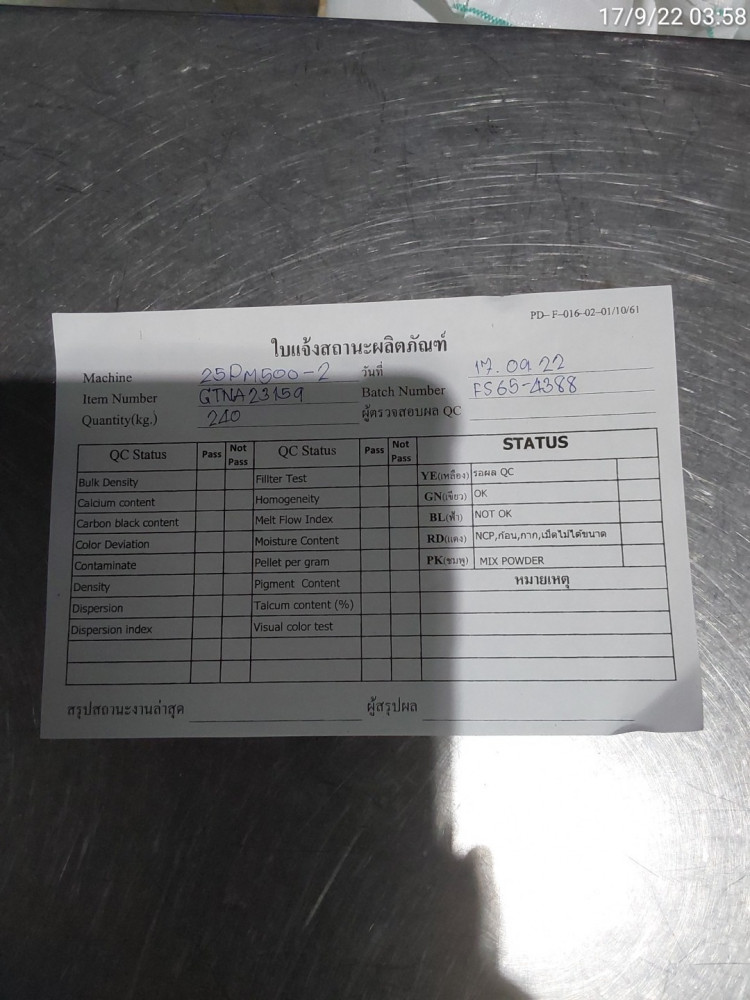 17/9/22 03:58
PD- F-016-02-01/10/61
ใบแจ้งสถานะผลิตภัณฑ์
Machine 25PM500-2 วันที่ 17.09.22
Item Number GTNA23159 Batch Number FS65-4388
Quantity(kg.) 240 ผู้ตรวจสอบผล QC
QC Status Pass Not Pass QC Status Pass Not Pass STATUS
Bulk Density Fillter Test YE(เหลือง) รอผล QC
Calcium content Homogeneity GN(เขียว) OK
Carbon black content Melt Flow Index BL(ฟ้า) NOT OK
Color Deviation Moisture Content RD(แดง) NCP,ก้อน,กาก,เม็ดไม่ได้ขนาด
Contaminate Pellet per gram PK(ชมพู) MIX POWDER
Density Pigment Content หมายเหตุ
Dispersion Talcum content (%)
Dispersion index Visual color test
สรุปสถานะงานล่าสุด ผู้สรุปผล